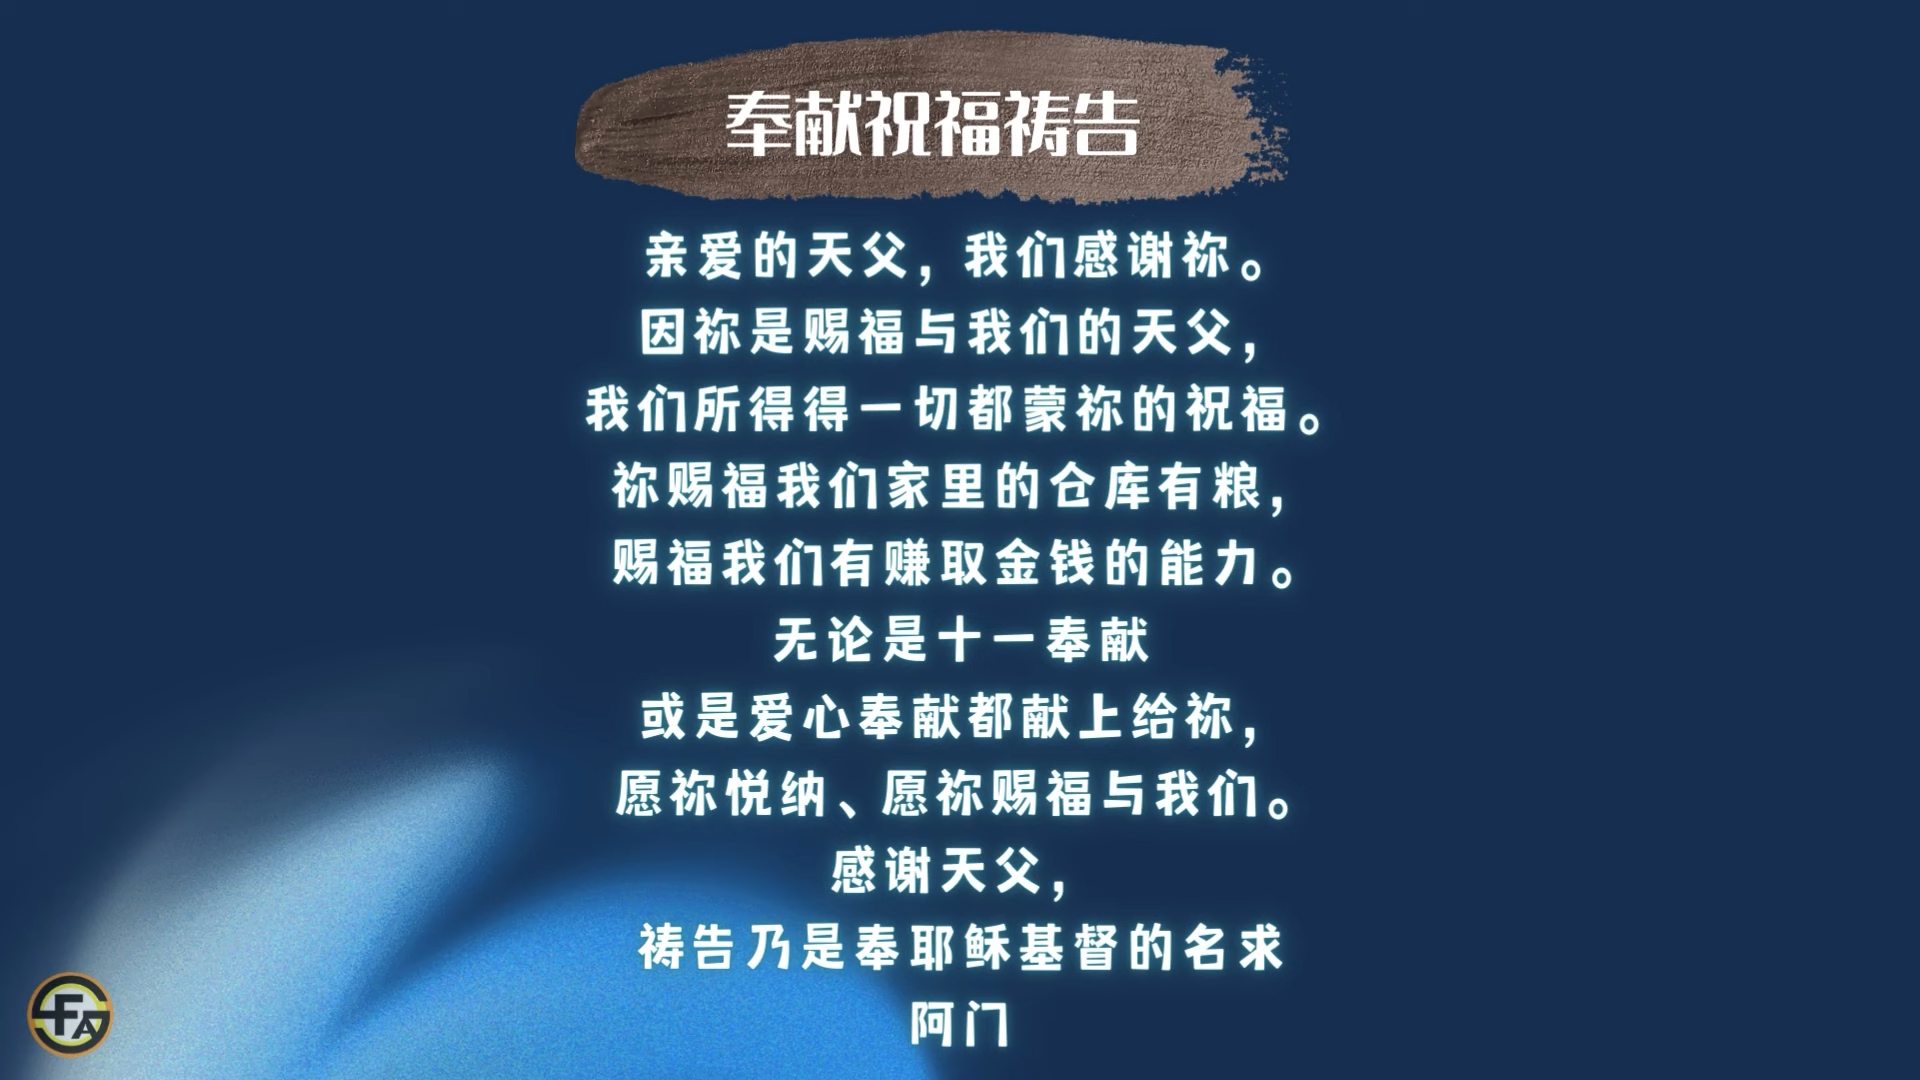 奉献祝福祷告
亲爱的天父，我们感谢祢。
因祢是赐福与我们的天父，
我们所得得一切都蒙祢的祝福。
祢赐福我们家里的仓库有粮，
赐福我们有赚取金钱的能力。
无论是十一奉献
或是爱心奉献都献上给祢，
愿祢悦纳、愿祢赐福与我们。
感谢天父，
祷告乃是奉耶稣基督的名求
阿门
FGA